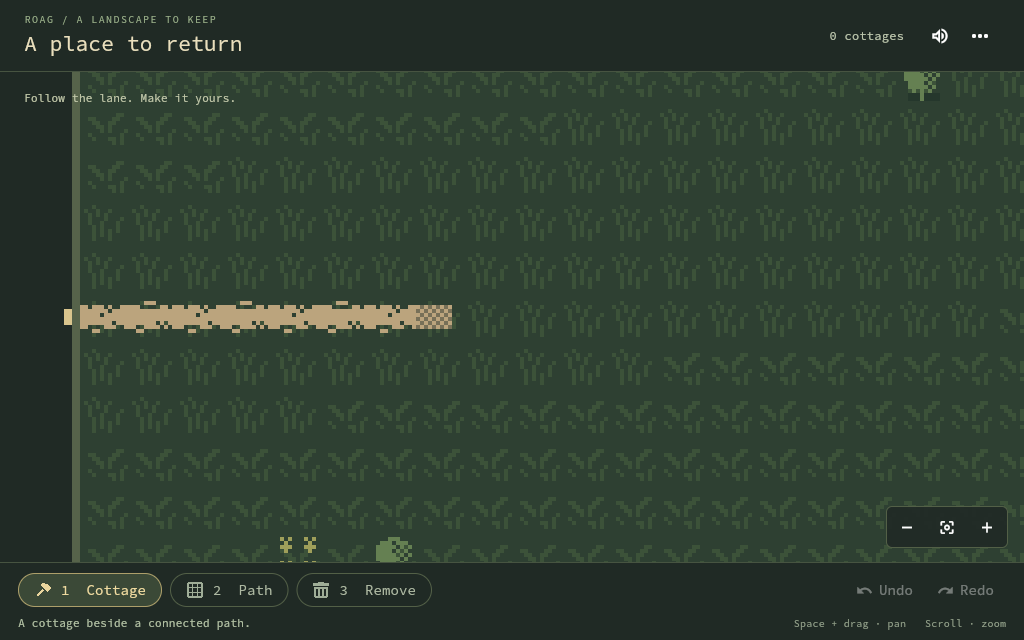 ROAG / A LANDSCAPE TO KEEP
A place to return
0 cottages
Follow the lane. Make it yours.
1 Cottage
2 Path
3 Remove
Undo
Redo
A cottage beside a connected path.
Space + drag · pan
Scroll · zoom